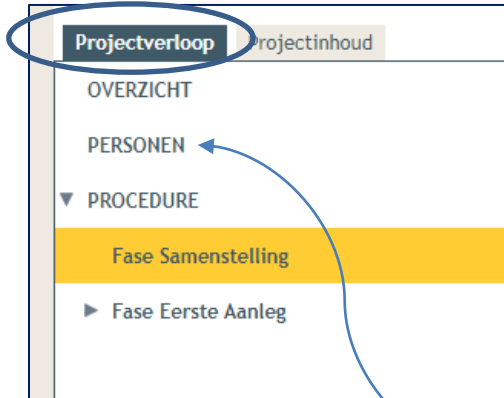 Projectverloop Projectinhoud
OVERZICHT
PERSONEN
PROCEDURE
Fase Samenstelling
Fase Eerste Aanleg